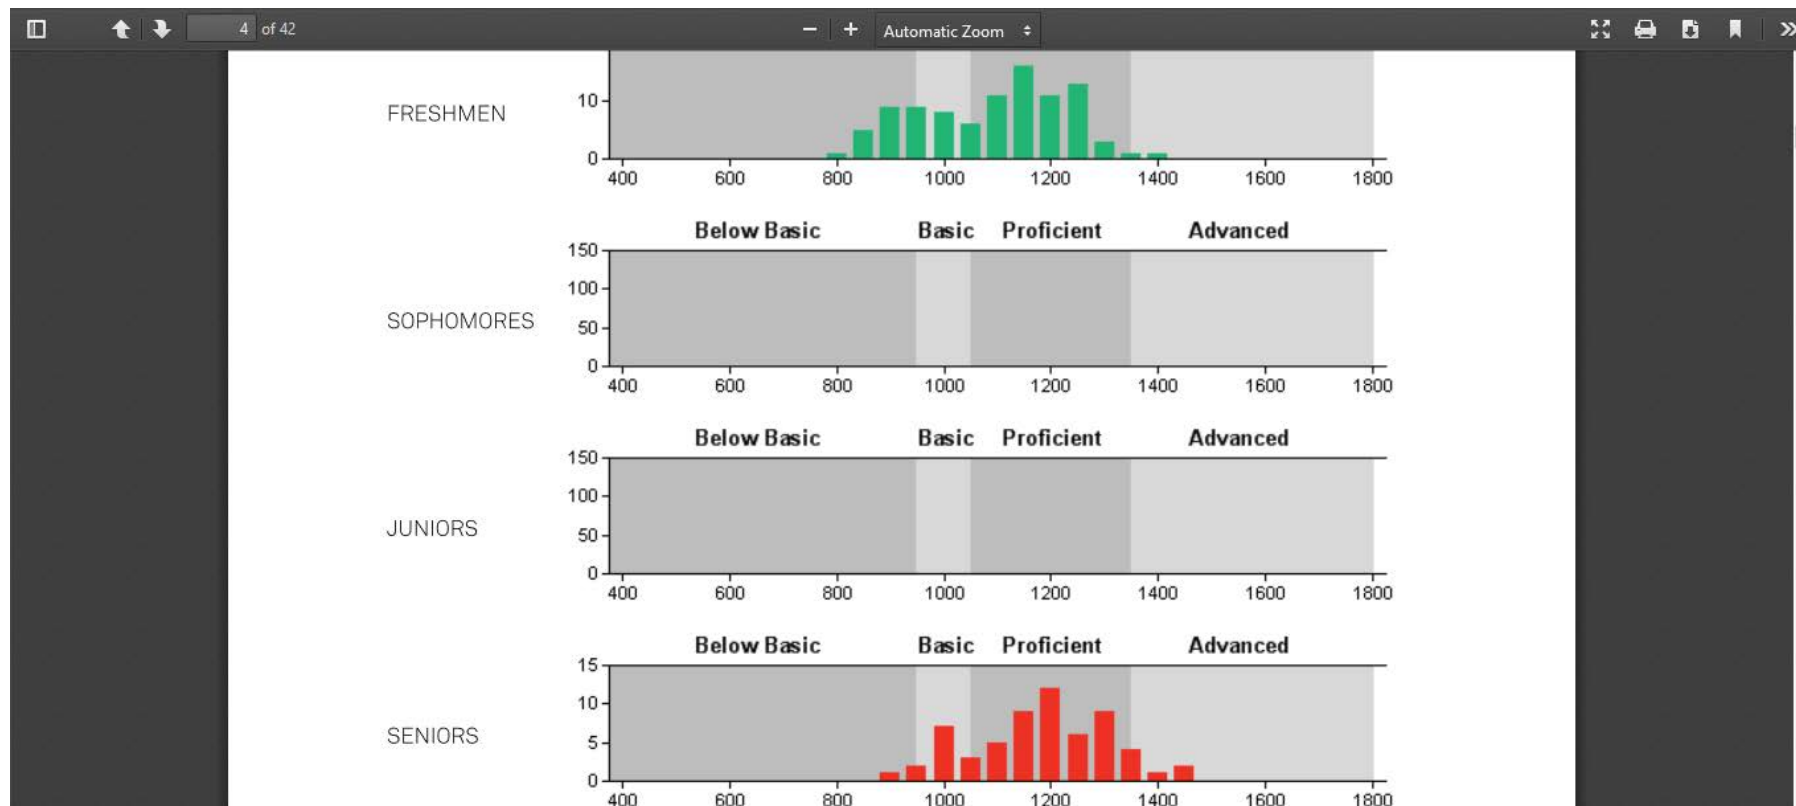 4 of 42 Automatic Zoom
10
FRESHMEN
0
400 600 800 1000 1200 1400 1600 1800
Below Basic Basic Proficient Advanced
150
100
SOPHOMORES
50
0
400 600 800 1000 1200 1400 1600 1800
Below Basic Basic Proficient Advanced
150
100
JUNIORS
50
0
400 600 800 1000 1200 1400 1600 1800
Below Basic Basic Proficient Advanced
15
10
SENIORS
5
0
400 600 800 1000 1200 1400 1600 1800